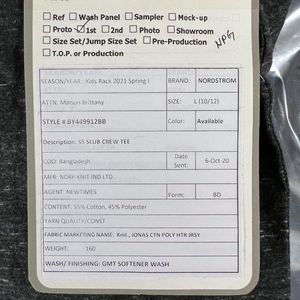 ☐ Ref ☐ Wash Panel ☐ Sampler ☐ Mock-up
☐ Proto ☑ 1st ☐ 2nd ☐ Photo ☐ Showroom
☐ Size Set/Jump Size Set ☐ Pre-Production
☐ T.O.P. or Production
SEASON/YEAR: Kids Rack 2021 Spring I BRAND: NORDSTROM
ATTN: Manon Brittany SIZE: L (10/12)
STYLE # BY449912BB Color: Available
Description: SS SLUB CREW TEE
COO: Bangladesh Date Sent: 6-Oct-20
MFR: NORP KNIT IND LTD.
AGENT: NEWTIMES Form: BD
CONTENT: 55% Cotton, 45% Polyester
YARN QUALITY/CONST
FABRIC MARKETING NAME: Knit , JONAS CTN POLY HTR JRSY
WEIGHT: 160
WASH/ FINISHING: GMT SOFTENER WASH